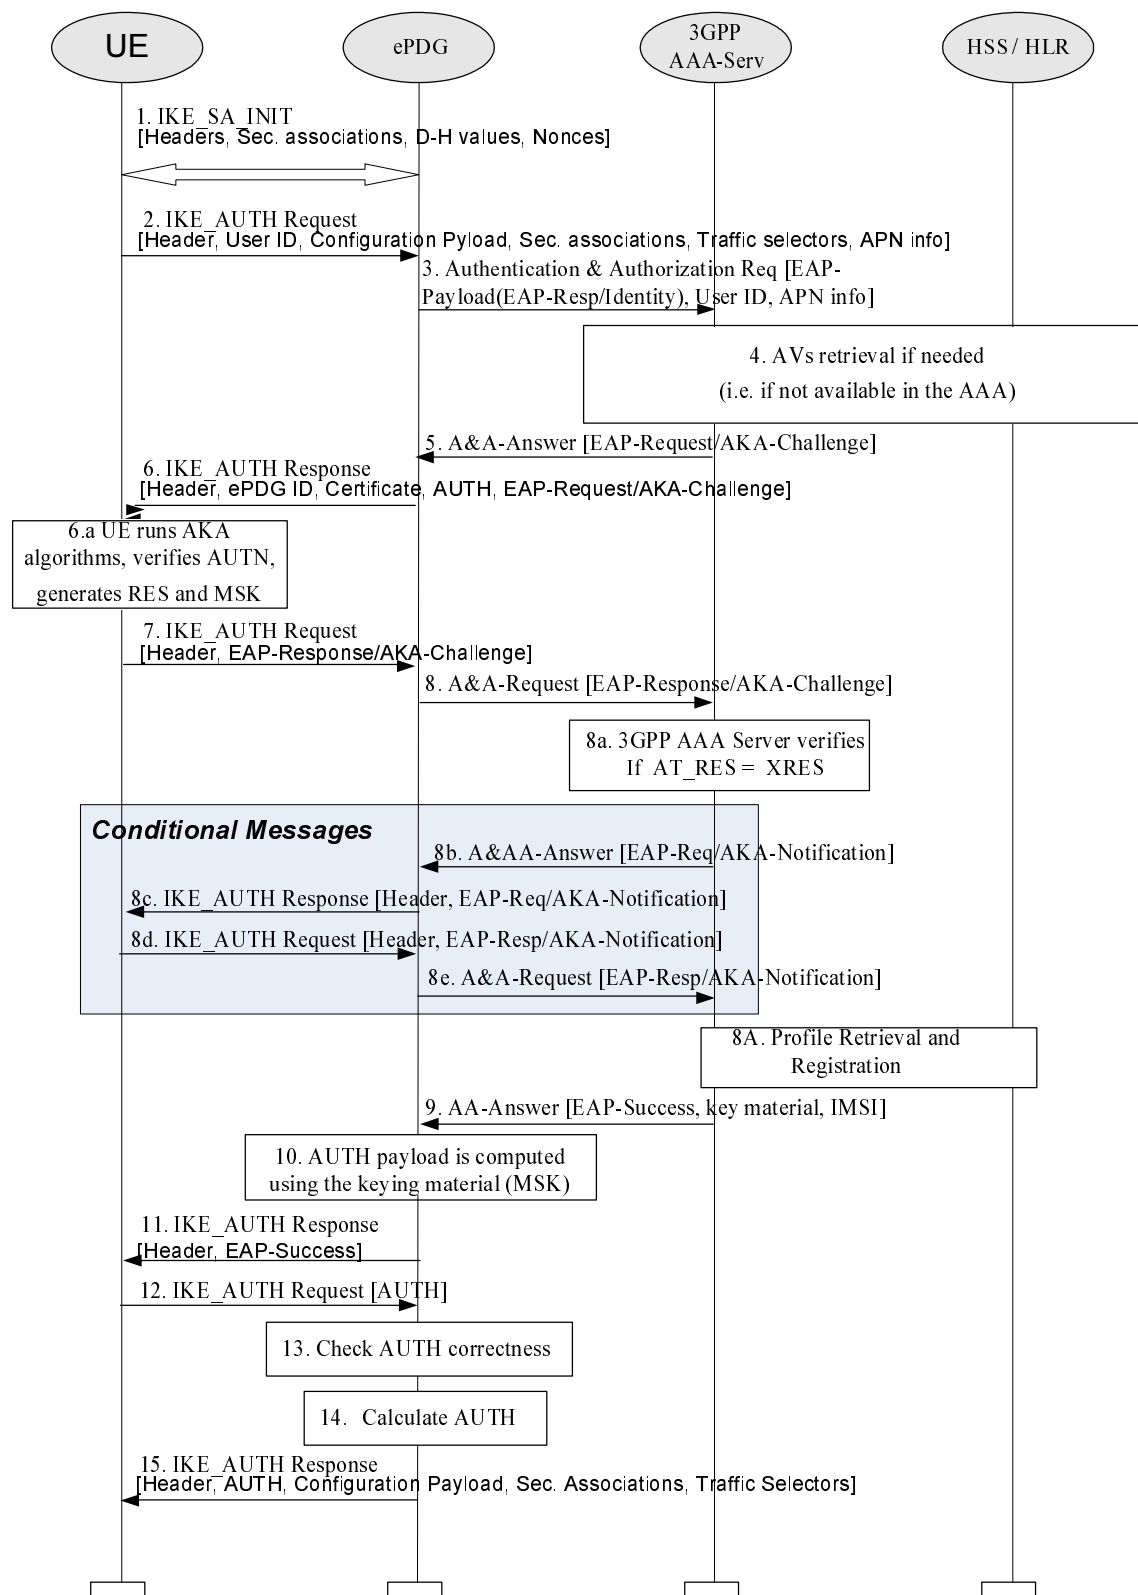 UE
ePDG
3GPP
AAA-Serv
HSS / HLR
1. IKE_SA_INIT
[Headers, Sec. associations, D-H values, Nonces]
2. IKE_AUTH Request
[Header, User ID, Configuration Pyload, Sec. associations, Traffic selectors, APN info]
3. Authentication & Authorization Req [EAP-
Payload(EAP-Resp/Identity), User ID, APN info]
4. AVs retrieval if needed
(i.e. if not available in the AAA)
5. A&A-Answer [EAP-Request/AKA-Challenge]
6. IKE_AUTH Response
[Header, ePDG ID, Certificate, AUTH, EAP-Request/AKA-Challenge]
6.a UE runs AKA
algorithms, verifies AUTN,
generates RES and MSK
7. IKE_AUTH Request
[Header, EAP-Response/AKA-Challenge]
8. A&A-Request [EAP-Response/AKA-Challenge]
8a. 3GPP AAA Server verifies
If AT_RES = XRES
Conditional Messages
8b. A&AA-Answer [EAP-Req/AKA-Notification]
8c. IKE_AUTH Response [Header, EAP-Req/AKA-Notification]
8d. IKE_AUTH Request [Header, EAP-Resp/AKA-Notification]
8e. A&A-Request [EAP-Resp/AKA-Notification]
8A. Profile Retrieval and
Registration
9. AA-Answer [EAP-Success, key material, IMSI]
10. AUTH payload is computed
using the keying material (MSK)
11. IKE_AUTH Response
[Header, EAP-Success]
12. IKE_AUTH Request [AUTH]
13. Check AUTH correctness
14. Calculate AUTH
15. IKE_AUTH Response
[Header, AUTH, Configuration Payload, Sec. Associations, Traffic Selectors]